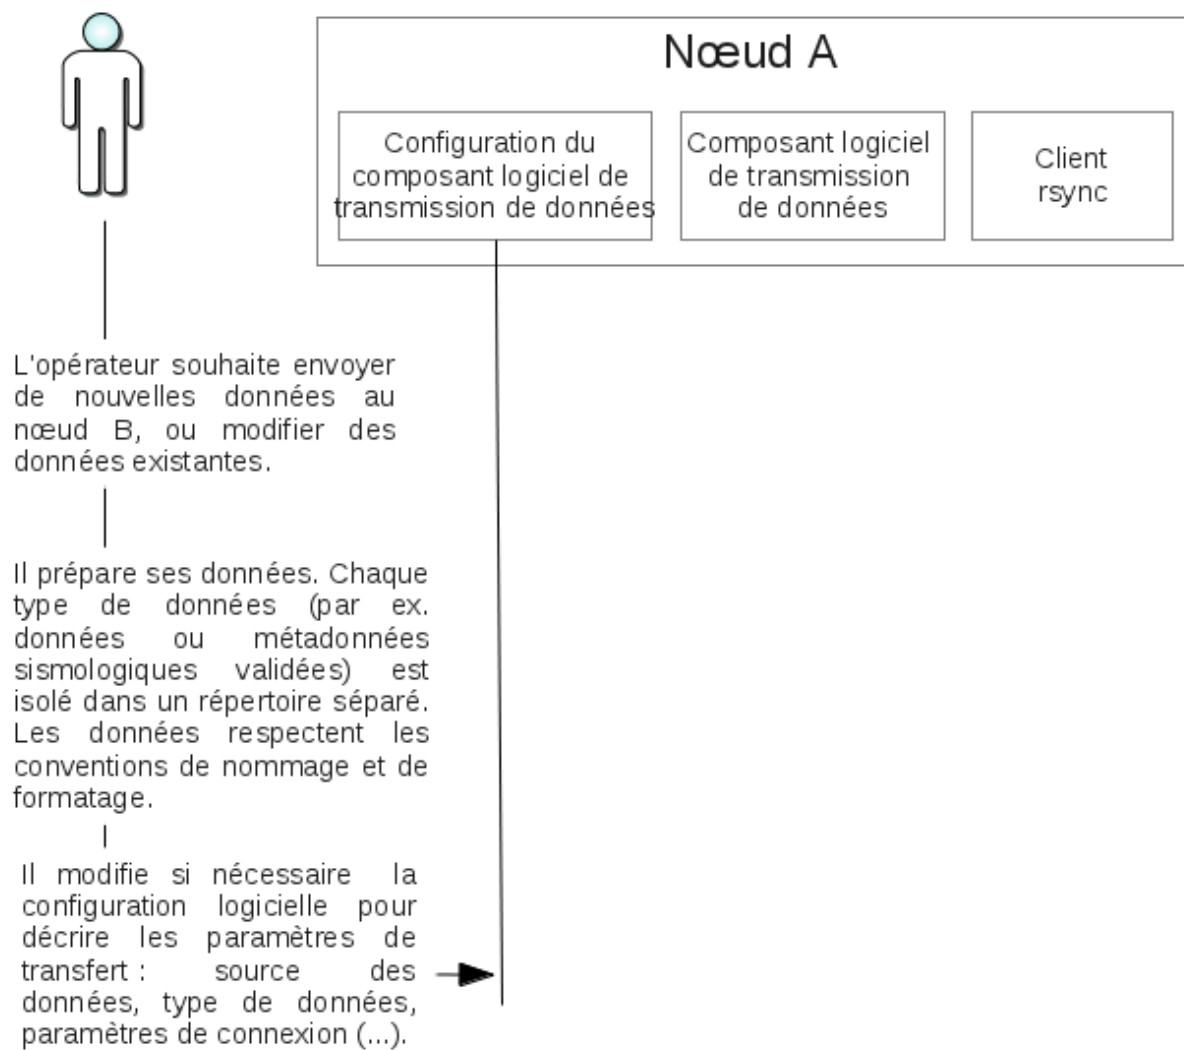 Nœud A
Configuration du
composant logiciel de
transmission de données
Composant logiciel
de transmission
de données
Client
rsync
L'opérateur souhaite envoyer
de nouvelles données au
nœud B, ou modifier des
données existantes.
Il prépare ses données. Chaque
type de données (par ex.
données ou métadonnées
sismologiques validées) est
isolé dans un répertoire séparé.
Les données respectent les
conventions de nommage et de
formatage.
Il modifie si nécessaire la
configuration logicielle pour
décrire les paramètres de
transfert : source des
données, type de données,
paramètres de connexion (...).